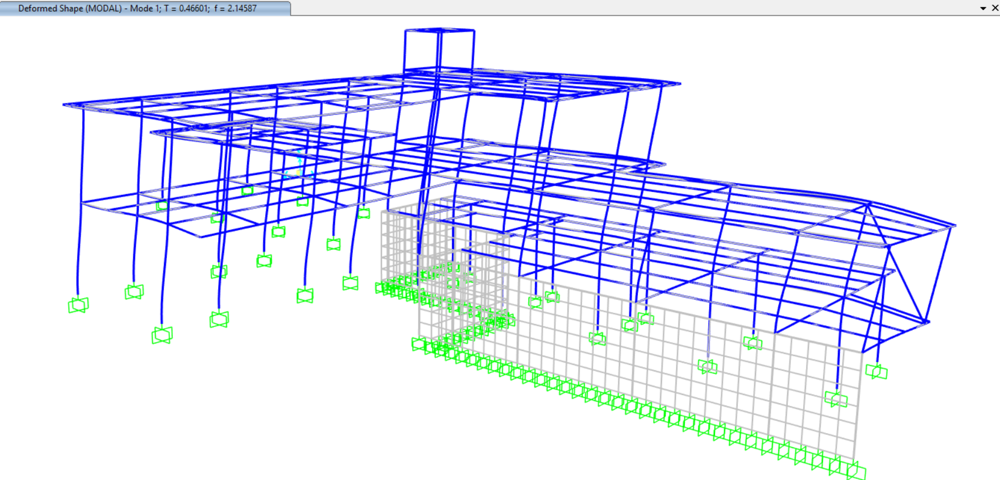 Deformed Shape (MODAL) - Mode 1; T = 0.46601; f = 2.14587